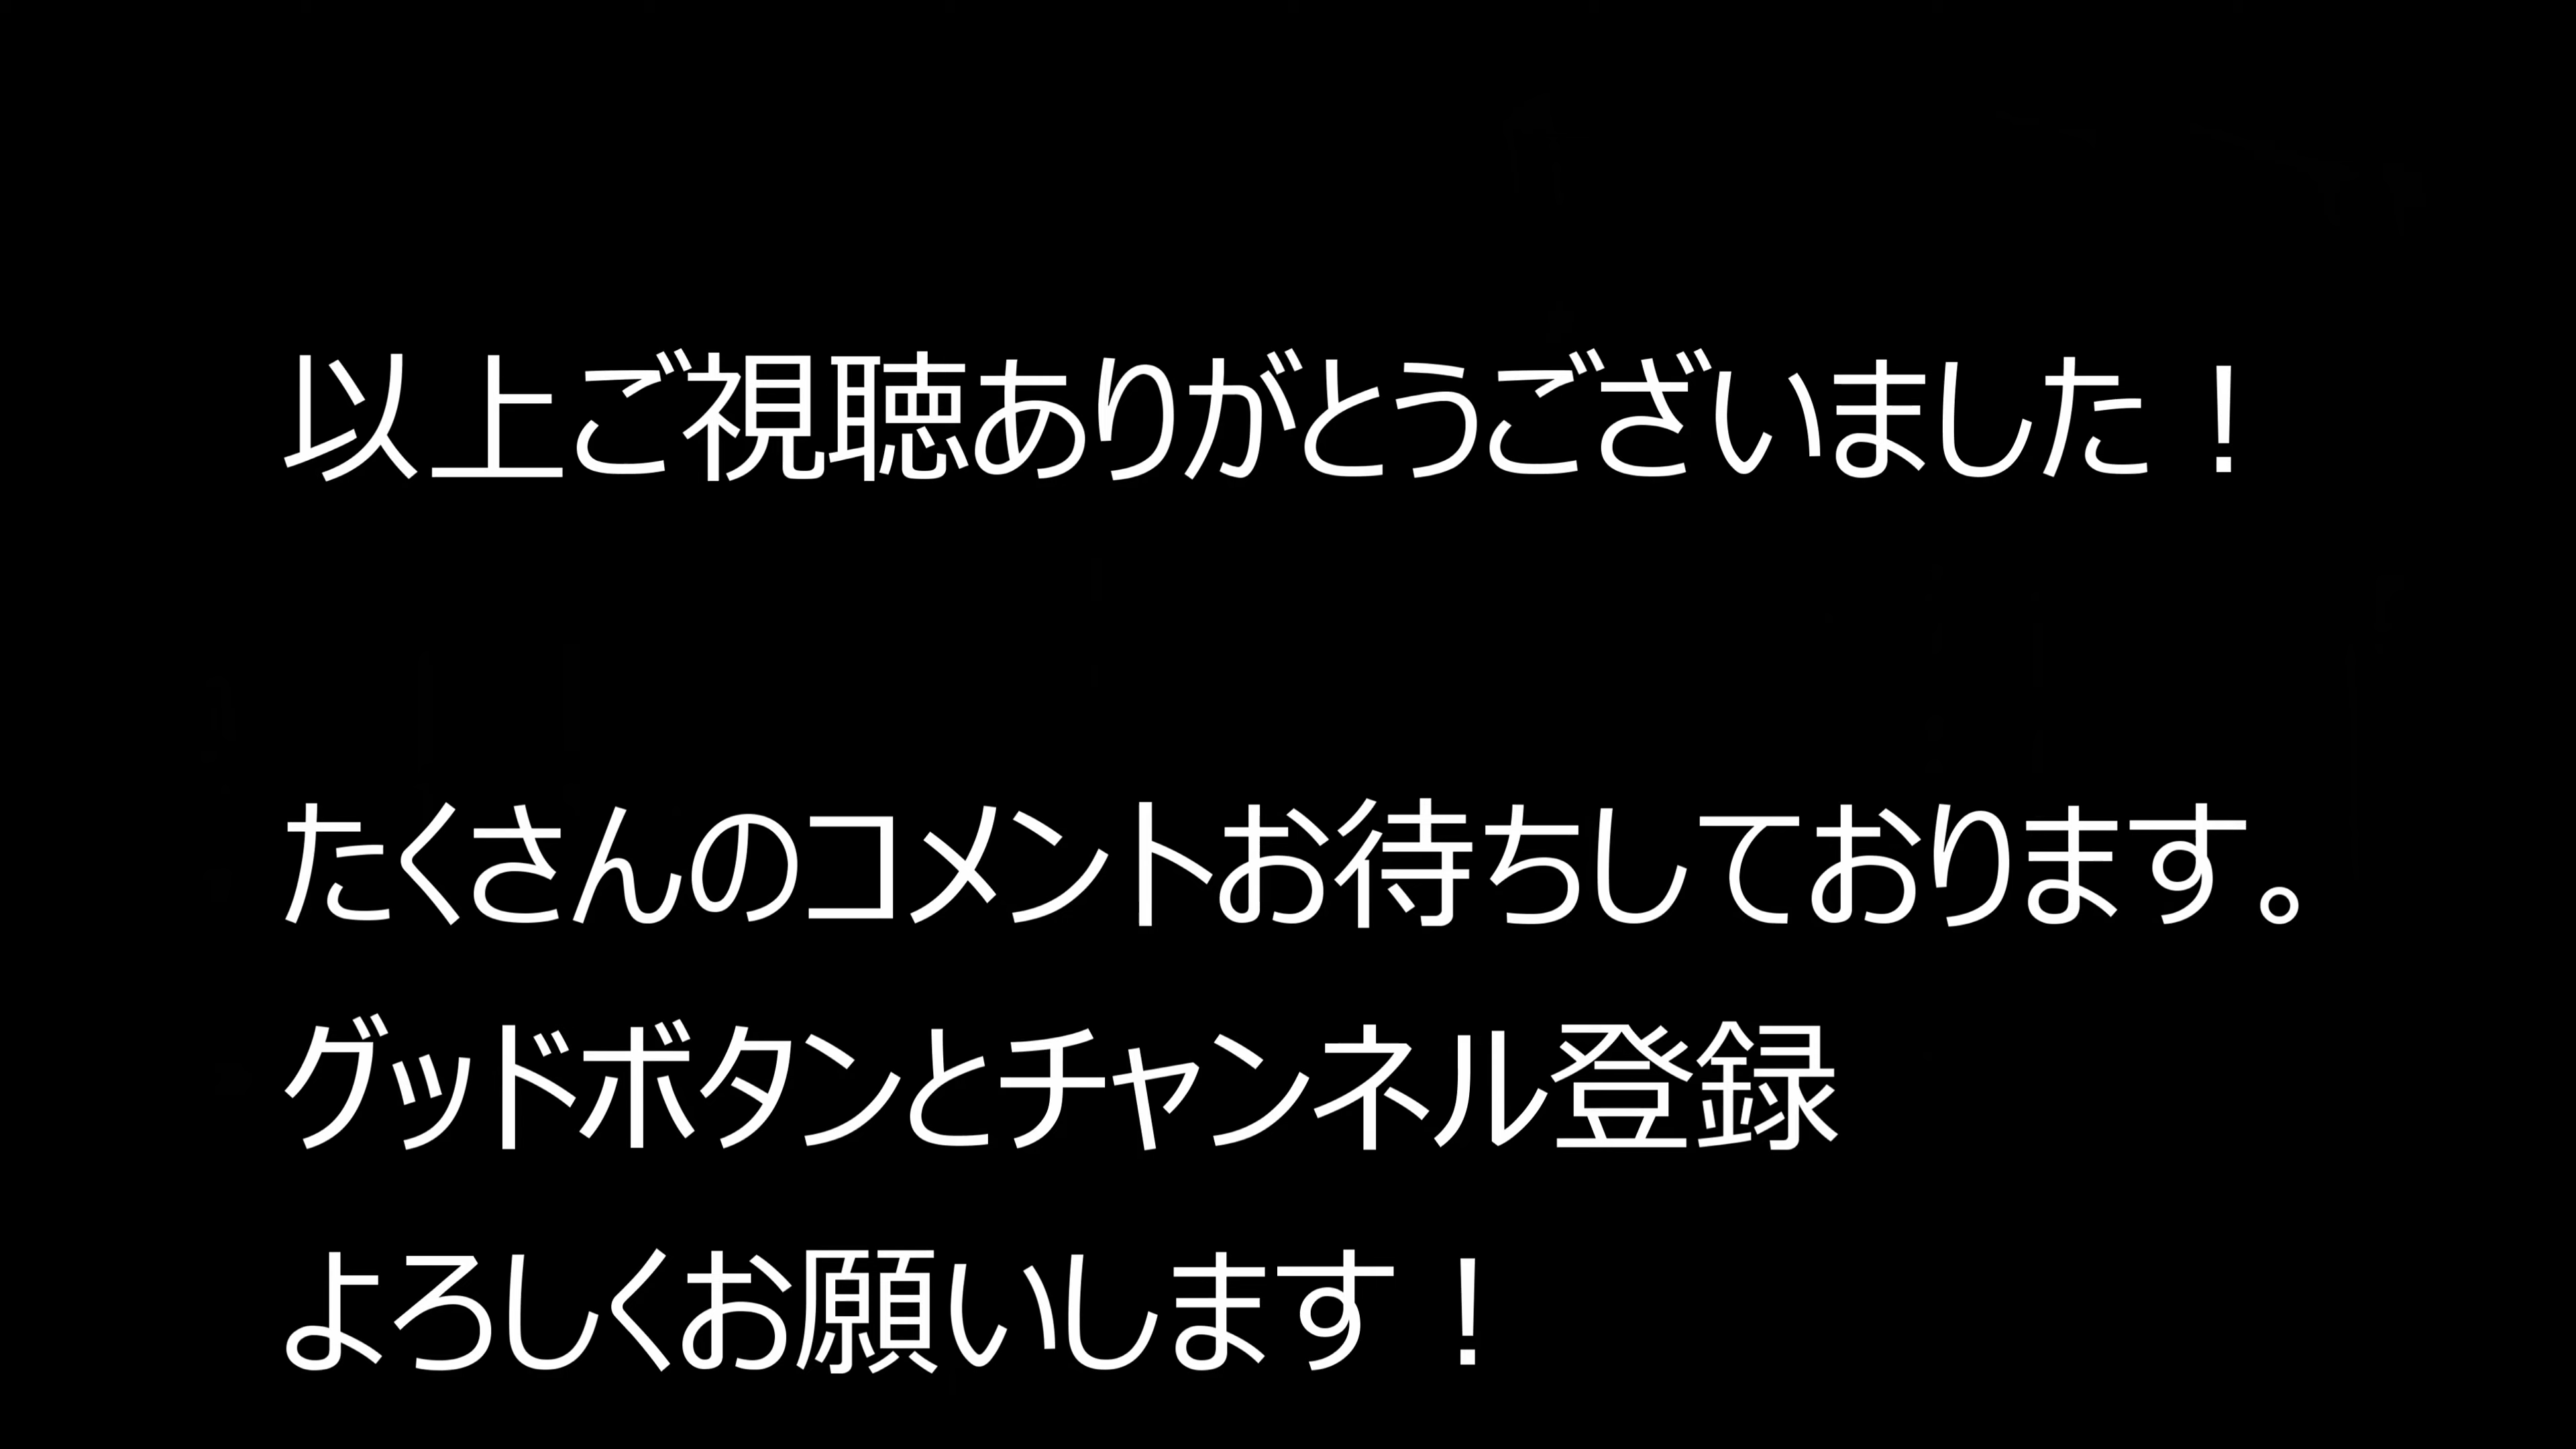 以上ご視聴ありがとうございました！
たくさんのコメントお待ちしております。
グッドボタンとチャンネル登録
よろしくお願いします！